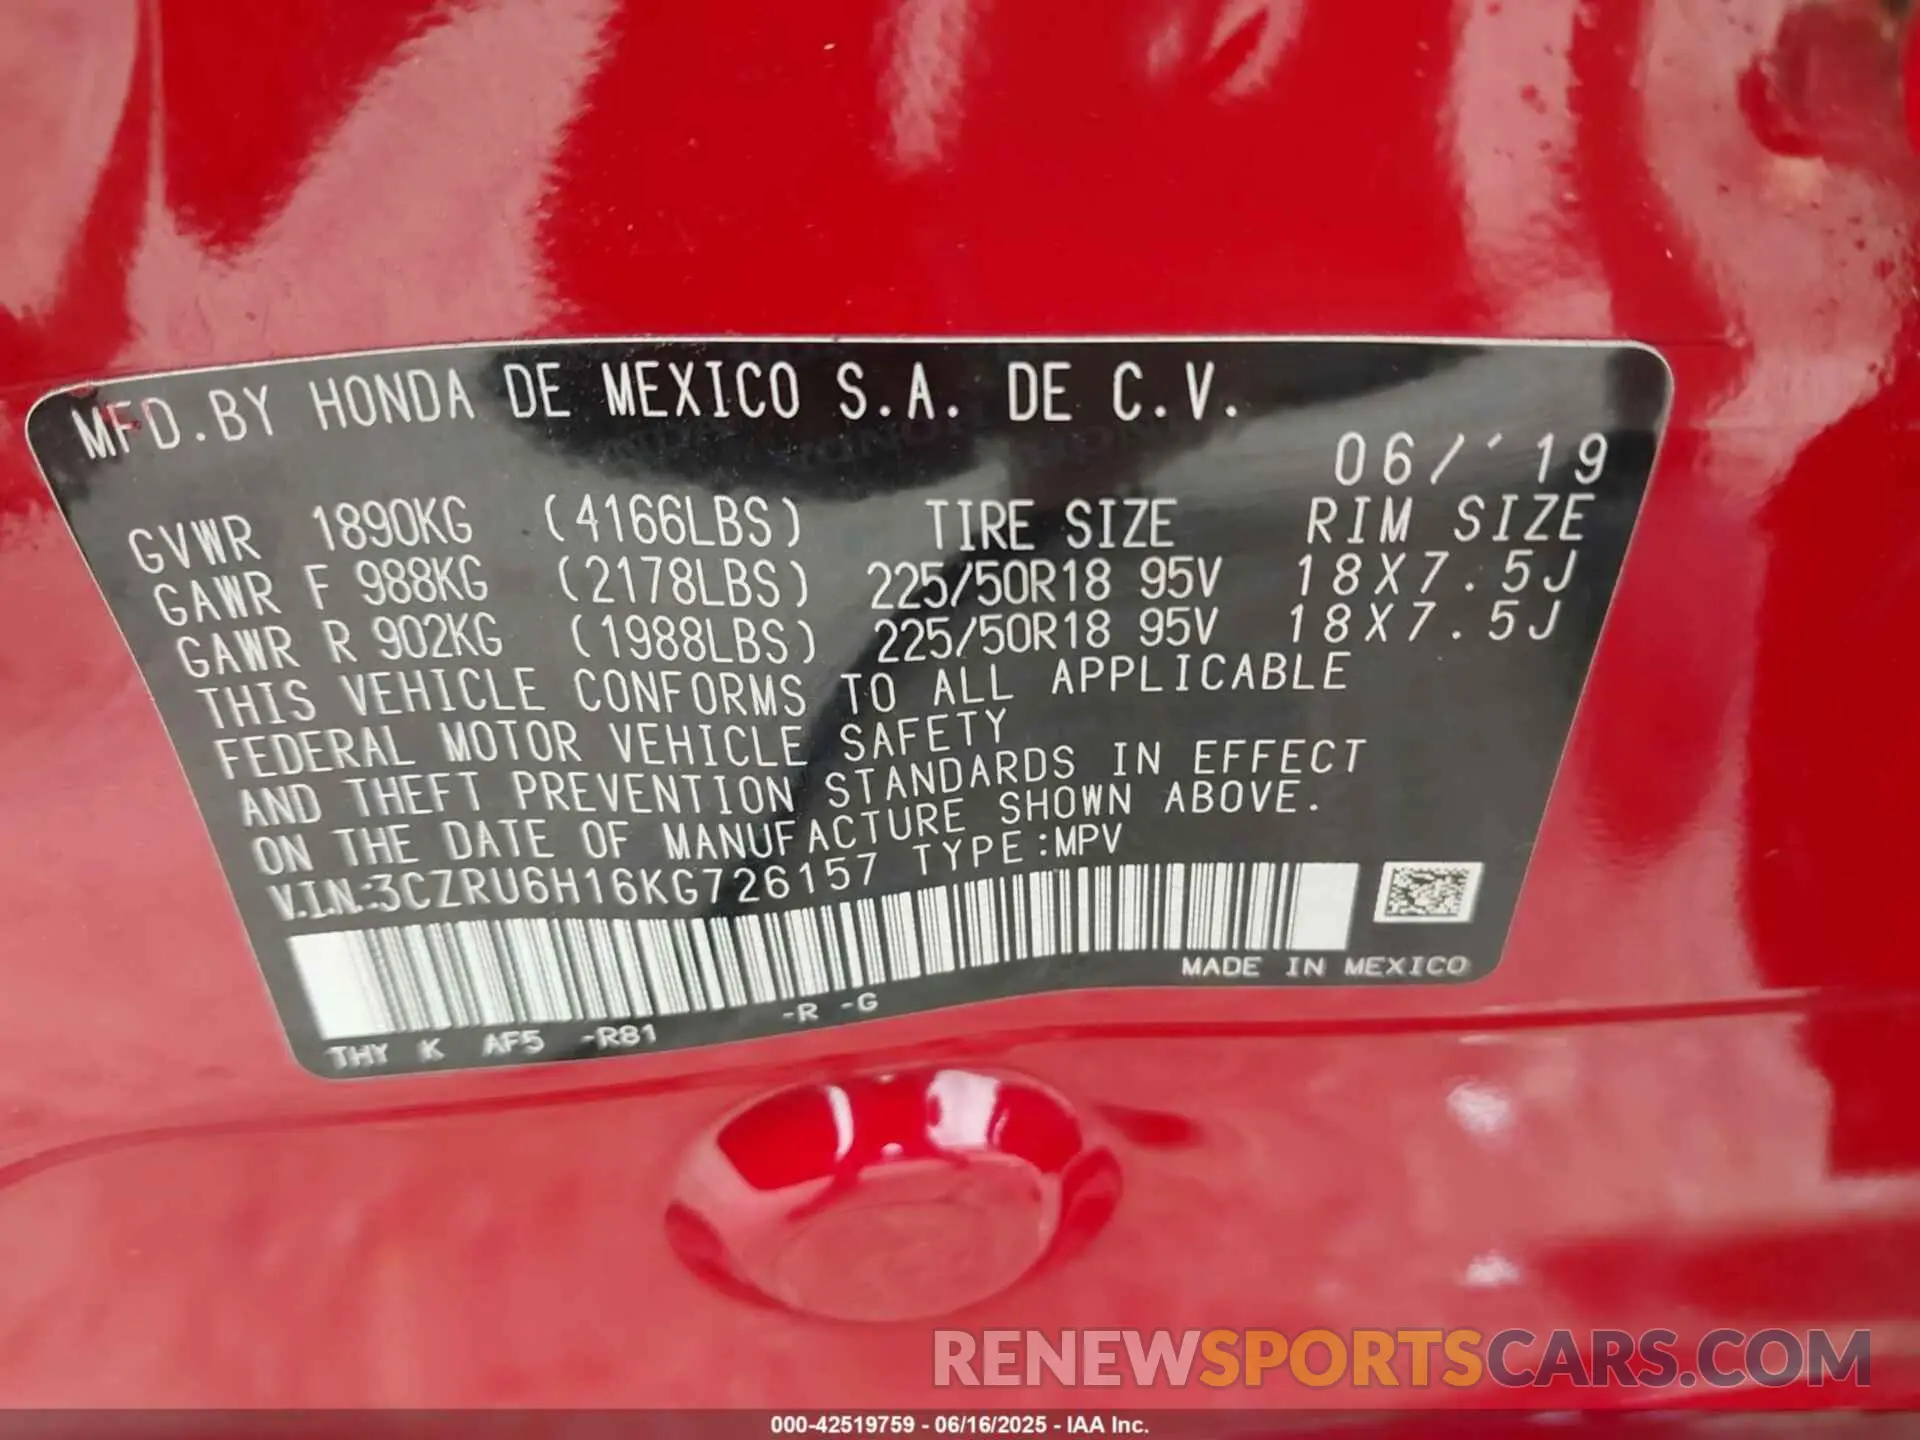 MFD.BY HONDA DE MEXICO S.A. DE C.V.
06/'19
GVWR 1890KG (4166LBS) TIRE SIZE RIM SIZE
GAWR F 988KG (2178LBS) 225/50R18 95V 18X7.5J
GAWR R 902KG (1988LBS) 225/50R18 95V 18X7.5J
THIS VEHICLE CONFORMS TO ALL APPLICABLE
FEDERAL MOTOR VEHICLE SAFETY
AND THEFT PREVENTION STANDARDS IN EFFECT
ON THE DATE OF MANUFACTURE SHOWN ABOVE.
V.I.N:3CZRU6H16KG726157 TYPE:MPV
MADE IN MEXICO
THY K AF5 -R81 -R -G
RENEWSPORTSCARS.COM
000-42519759 - 06/16/2025 - IAA Inc.